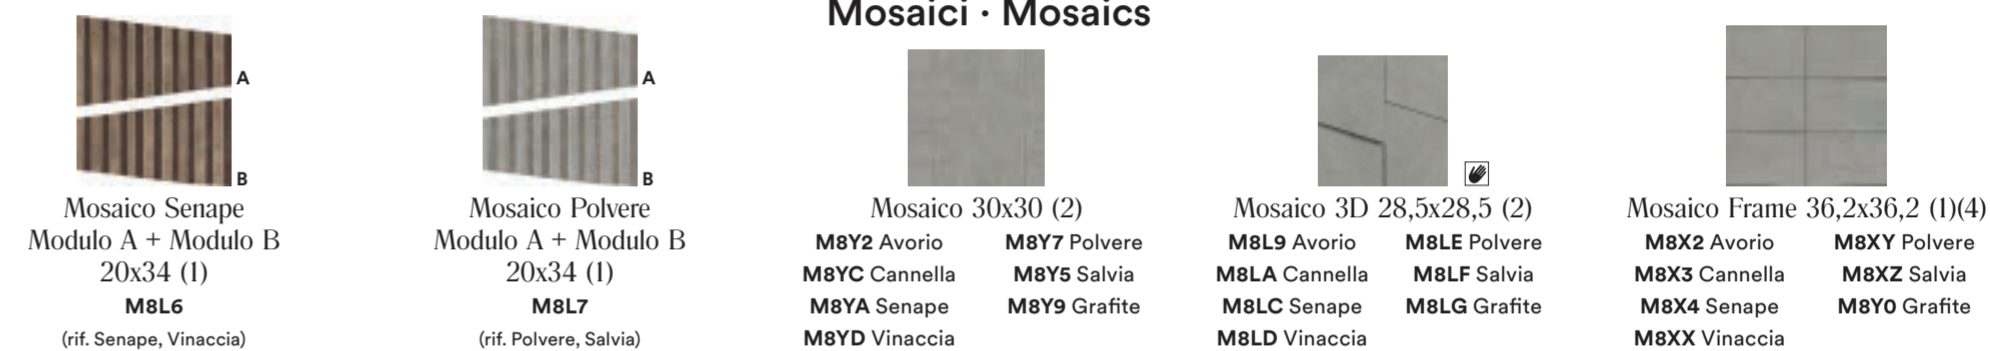 Mosaici · Mosaics
A
B
Mosaico Senape
Modulo A + Modulo B
20x34 (1)
M8L6
(rif. Senape, Vinaccia)
A
B
Mosaico Polvere
Modulo A + Modulo B
20x34 (1)
M8L7
(rif. Polvere, Salvia)
Mosaico 30x30 (2)
M8Y2 Avorio
M8YC Cannella
M8YA Senape
M8YD Vinaccia
M8Y7 Polvere
M8Y5 Salvia
M8Y9 Grafite
Mosaico 3D 28,5x28,5 (2)
M8L9 Avorio
M8LA Cannella
M8LC Senape
M8LD Vinaccia
M8LE Polvere
M8LF Salvia
M8LG Grafite
Mosaico Frame 36,2x36,2 (1)(4)
M8X2 Avorio
M8X3 Cannella
M8X4 Senape
M8XX Vinaccia
M8XY Polvere
M8XZ Salvia
M8Y0 Grafite